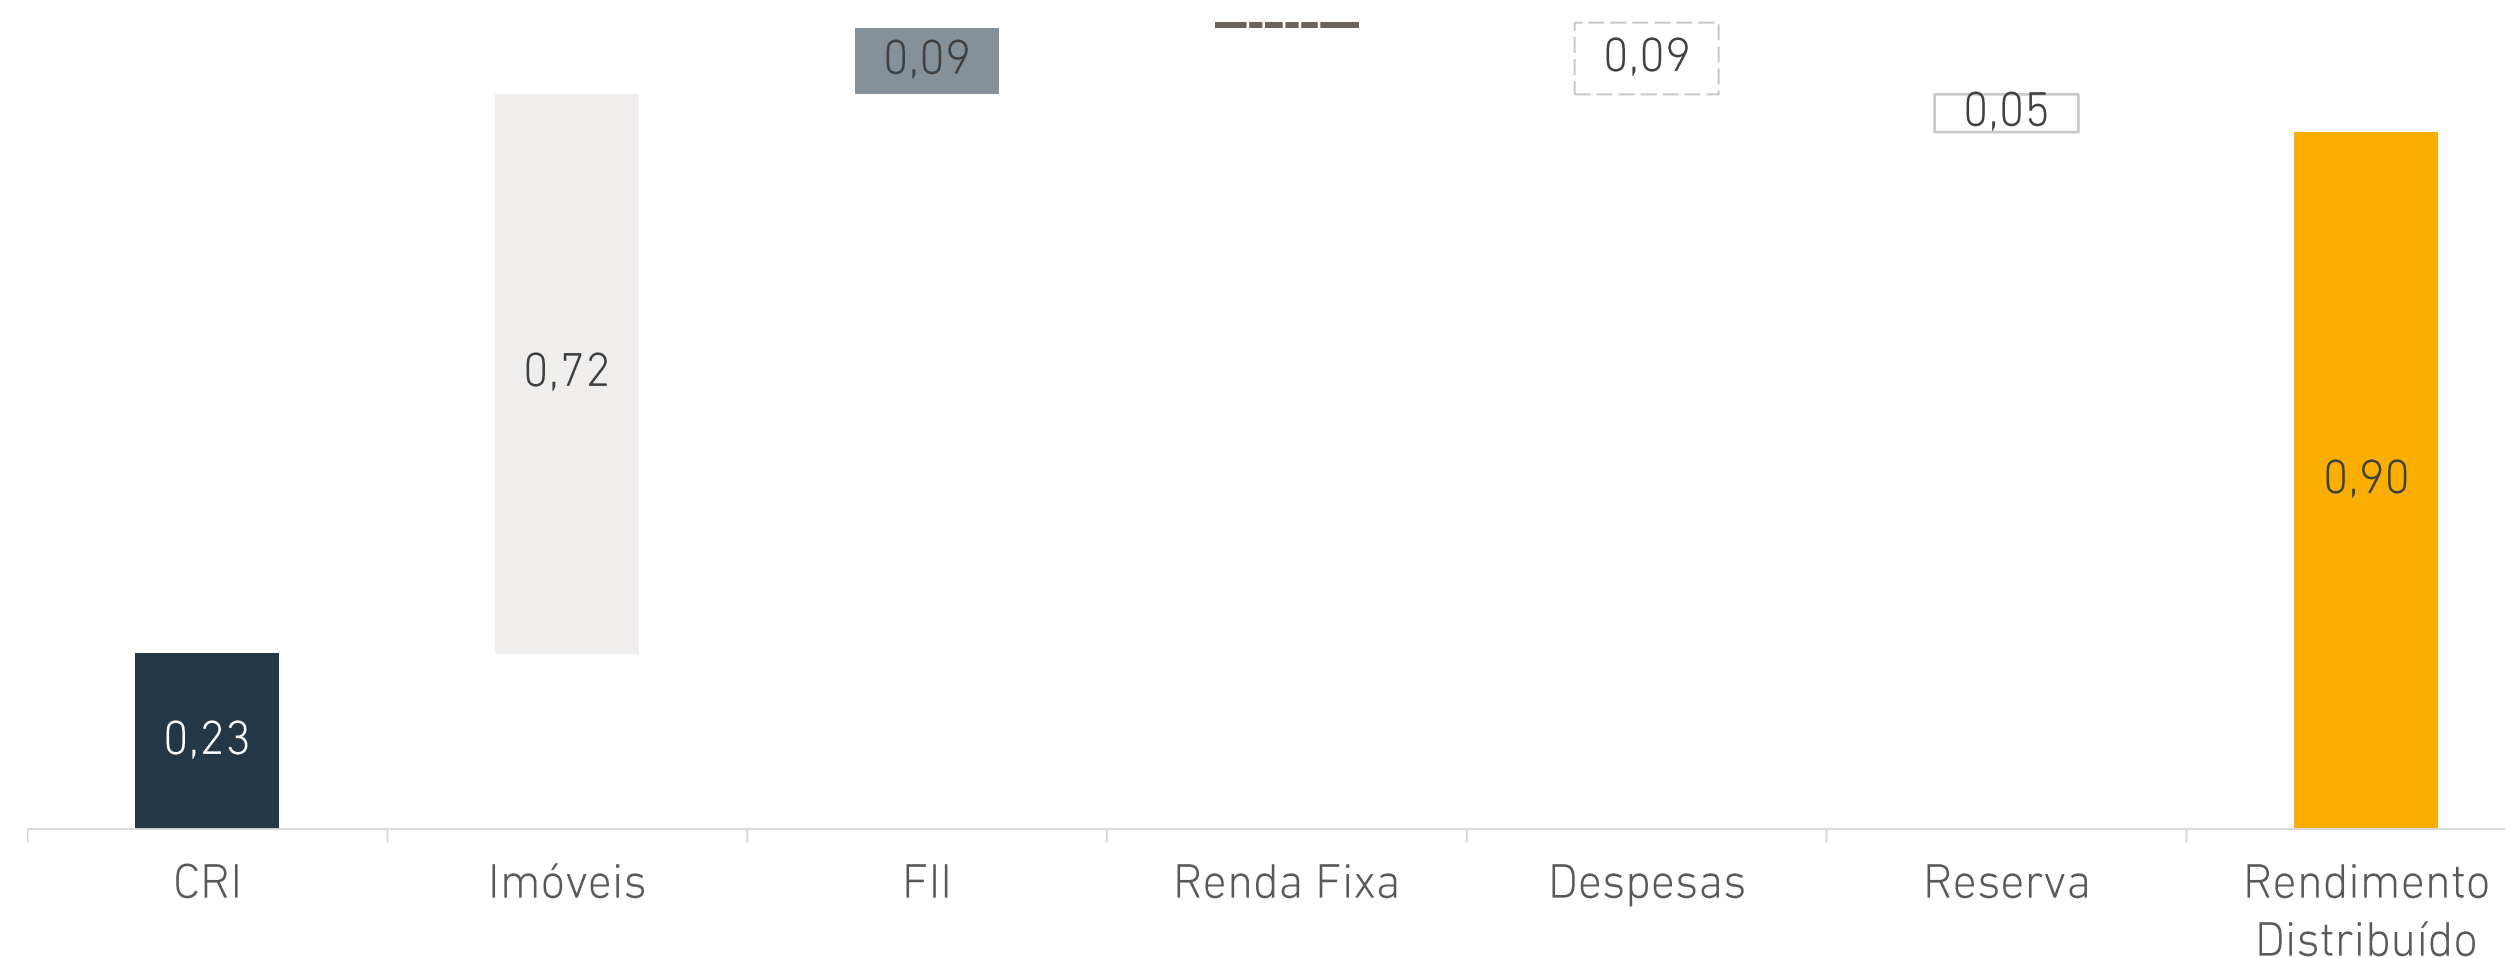 0,09
0,09
0,05
0,72
0,90
0,23
CRI
Imóveis
FII
Renda Fixa
Despesas
Reserva
Rendimento
Distribuído